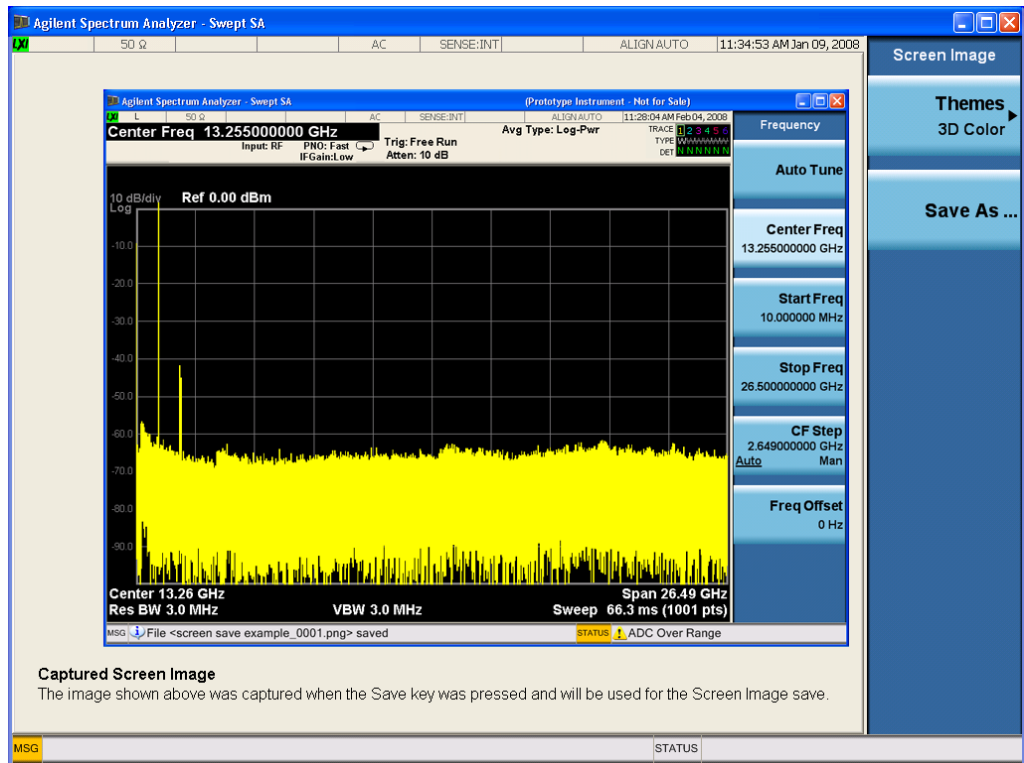 Agilent Spectrum Analyzer - Swept SA
LXI 50 Ω AC SENSE:INT ALIGN AUTO 11:34:53 AM Jan 09, 2008
Screen Image
Themes
3D Color
Save As ...
Agilent Spectrum Analyzer - Swept SA (Prototype Instrument - Not for Sale)
LXI L 50 Ω AC SENSE:INT ALIGNAUTO 11:28:04 AM Feb 04, 2008
Center Freq 13.255000000 GHz
Input: RF PNO: Fast
IFGain:Low
Trig: Free Run
Atten: 10 dB
Avg Type: Log-Pwr
TRACE 1 2 3 4 5 6
TYPE WWWWWW
DET N N N N N N
Frequency
Auto Tune
Center Freq
13.255000000 GHz
Start Freq
10.000000 MHz
Stop Freq
26.500000000 GHz
CF Step
2.649000000 GHz
Auto Man
Freq Offset
0 Hz
10 dB/div Ref 0.00 dBm
Log
-10.0
-20.0
-30.0
-40.0
-50.0
-60.0
-70.0
-80.0
-90.0
Center 13.26 GHz Span 26.49 GHz
Res BW 3.0 MHz VBW 3.0 MHz Sweep 66.3 ms (1001 pts)
MSG File <screen save example_0001.png> saved STATUS ADC Over Range
Captured Screen Image
The image shown above was captured when the Save key was pressed and will be used for the Screen Image save.
MSG STATUS